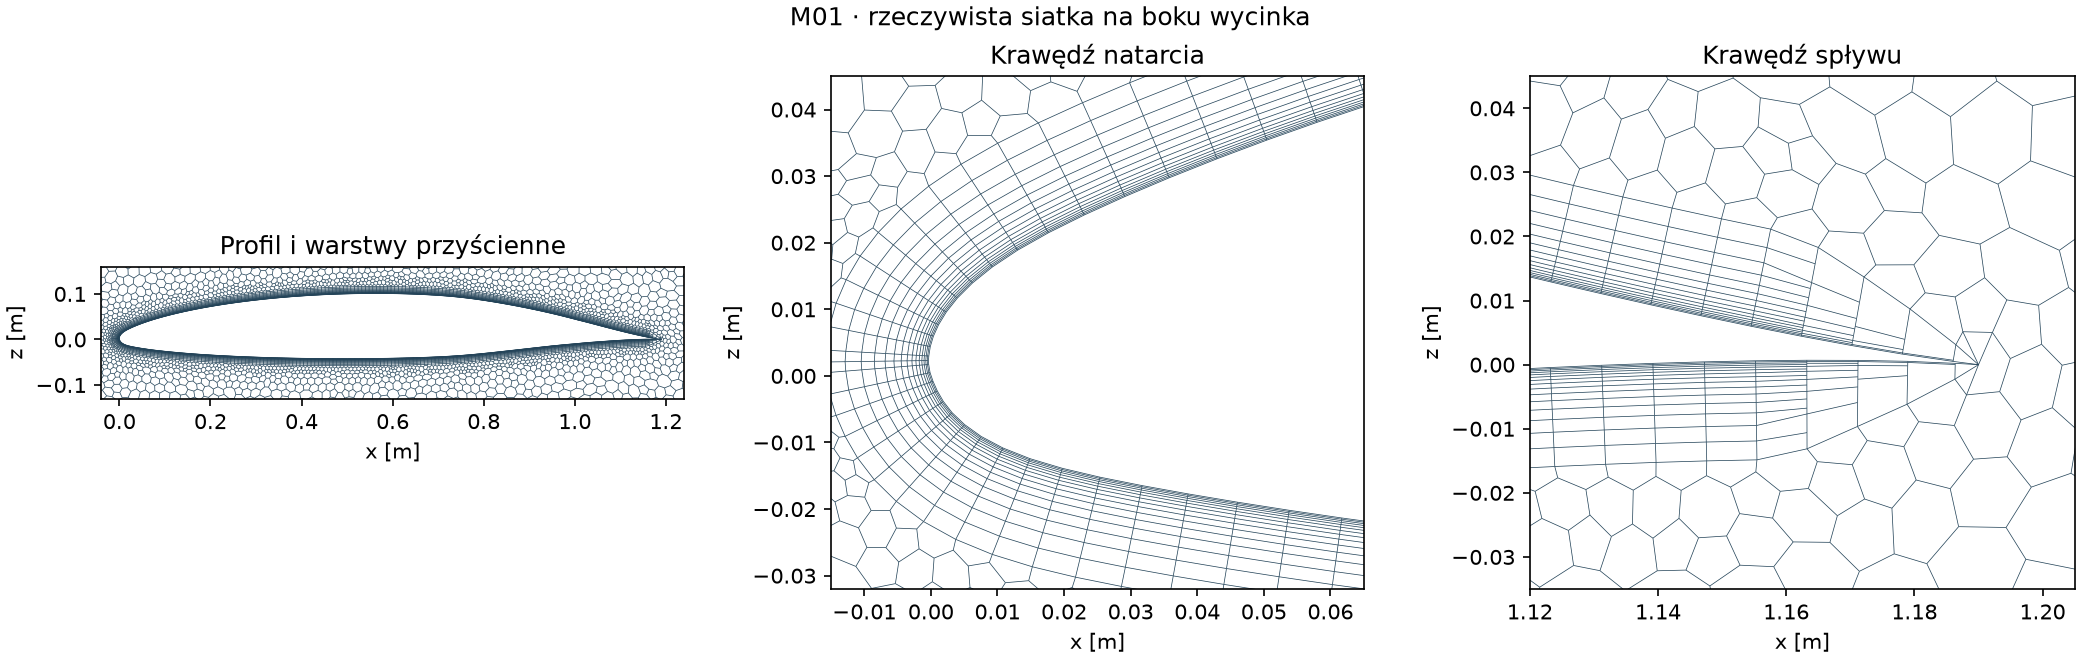 M01 · rzeczywista siatka na boku wycinka
Profil i warstwy przyścienne
z [m]
0.1
0.0
−0.1
0.0 0.2 0.4 0.6 0.8 1.0 1.2
x [m]
Krawędź natarcia
z [m]
0.04
0.03
0.02
0.01
0.00
−0.01
−0.02
−0.03
−0.01 0.00 0.01 0.02 0.03 0.04 0.05 0.06
x [m]
Krawędź spływu
z [m]
0.04
0.03
0.02
0.01
0.00
−0.01
−0.02
−0.03
1.12 1.14 1.16 1.18 1.20
x [m]